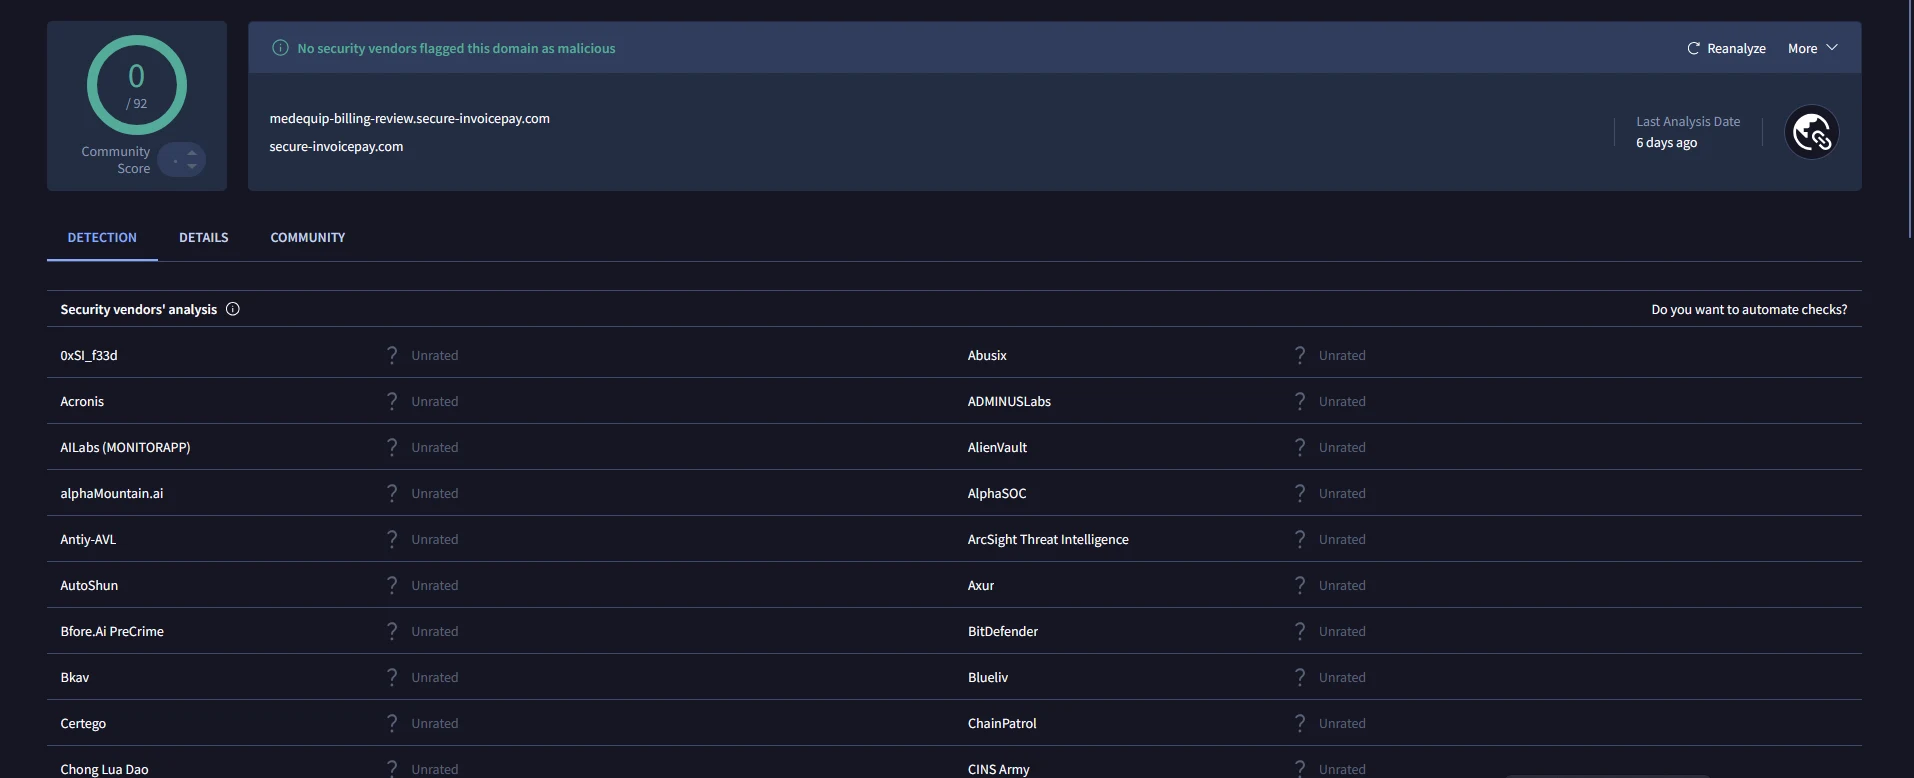 0
/ 92
Community
Score
No security vendors flagged this domain as malicious
Reanalyze
More
medequip-billing-review.secure-invoicepay.com
secure-invoicepay.com
Last Analysis Date
6 days ago
DETECTION DETAILS COMMUNITY
Security vendors' analysis
Do you want to automate checks?
0xSI_f33d ? Unrated Abusix ? Unrated
Acronis ? Unrated ADMINUSLabs ? Unrated
AILabs (MONITORAPP) ? Unrated AlienVault ? Unrated
alphaMountain.ai ? Unrated AlphaSOC ? Unrated
Antiy-AVL ? Unrated ArcSight Threat Intelligence ? Unrated
AutoShun ? Unrated Axur ? Unrated
Bfore.Ai PreCrime ? Unrated BitDefender ? Unrated
Bkav ? Unrated Blueliv ? Unrated
Certego ? Unrated ChainPatrol ? Unrated
Chong Lua Dao ? Unrated CINS Army ? Unrated